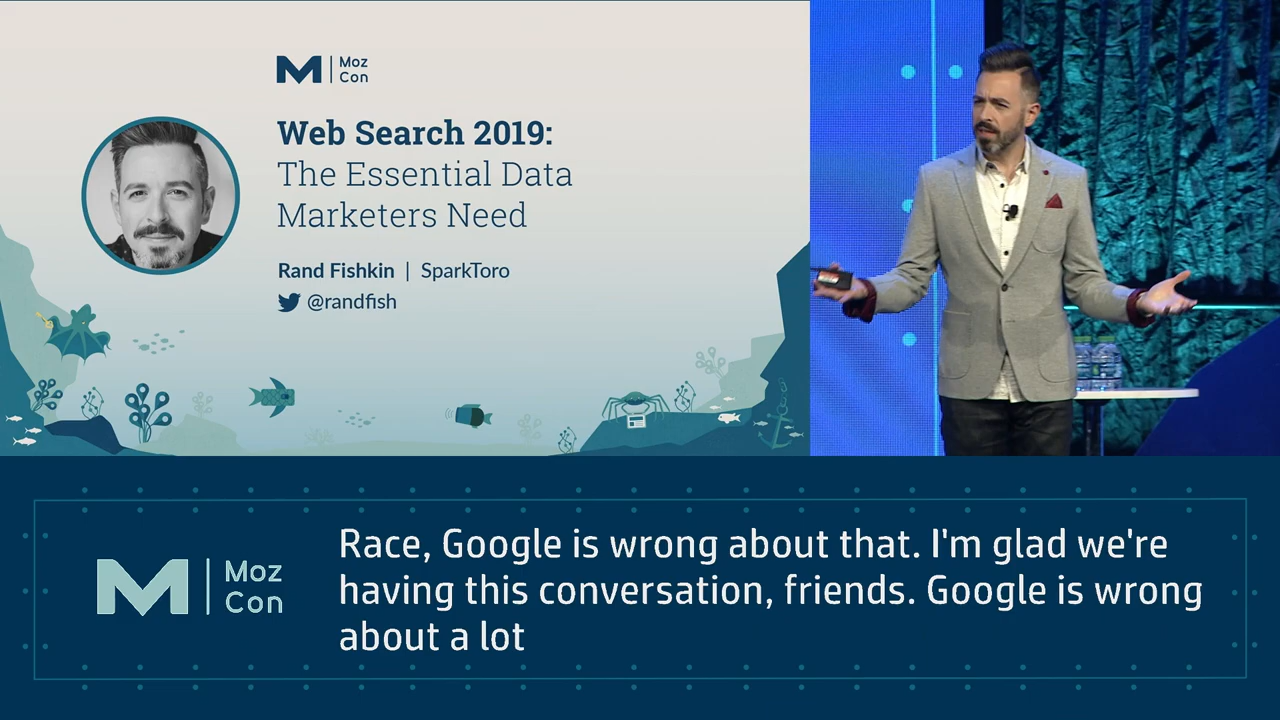 Moz
Con
Web Search 2019:
The Essential Data
Marketers Need
Rand Fishkin | SparkToro
@randfish
Moz
Con
Race, Google is wrong about that. I'm glad we're
having this conversation, friends. Google is wrong
about a lot